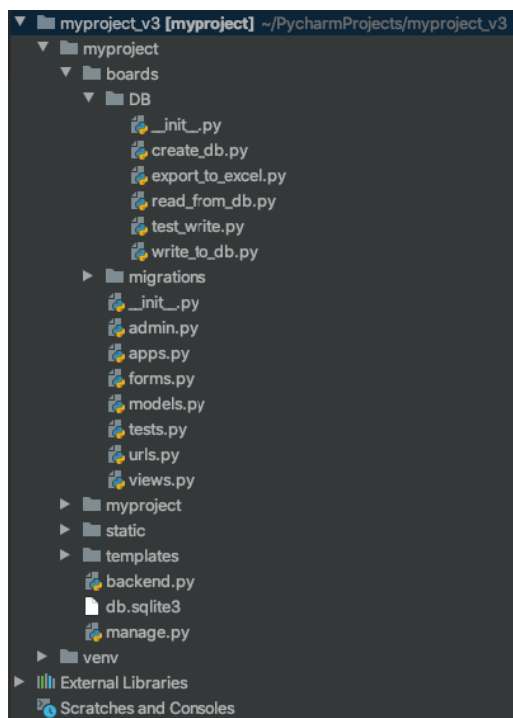 myproject_v3 [myproject] ~/PycharmProjects/myproject_v3
myproject
boards
DB
__init__.py
create_db.py
export_to_excel.py
read_from_db.py
test_write.py
write_to_db.py
migrations
__init__.py
admin.py
apps.py
forms.py
models.py
tests.py
urls.py
views.py
myproject
static
templates
backend.py
db.sqlite3
manage.py
venv
External Libraries
Scratches and Consoles